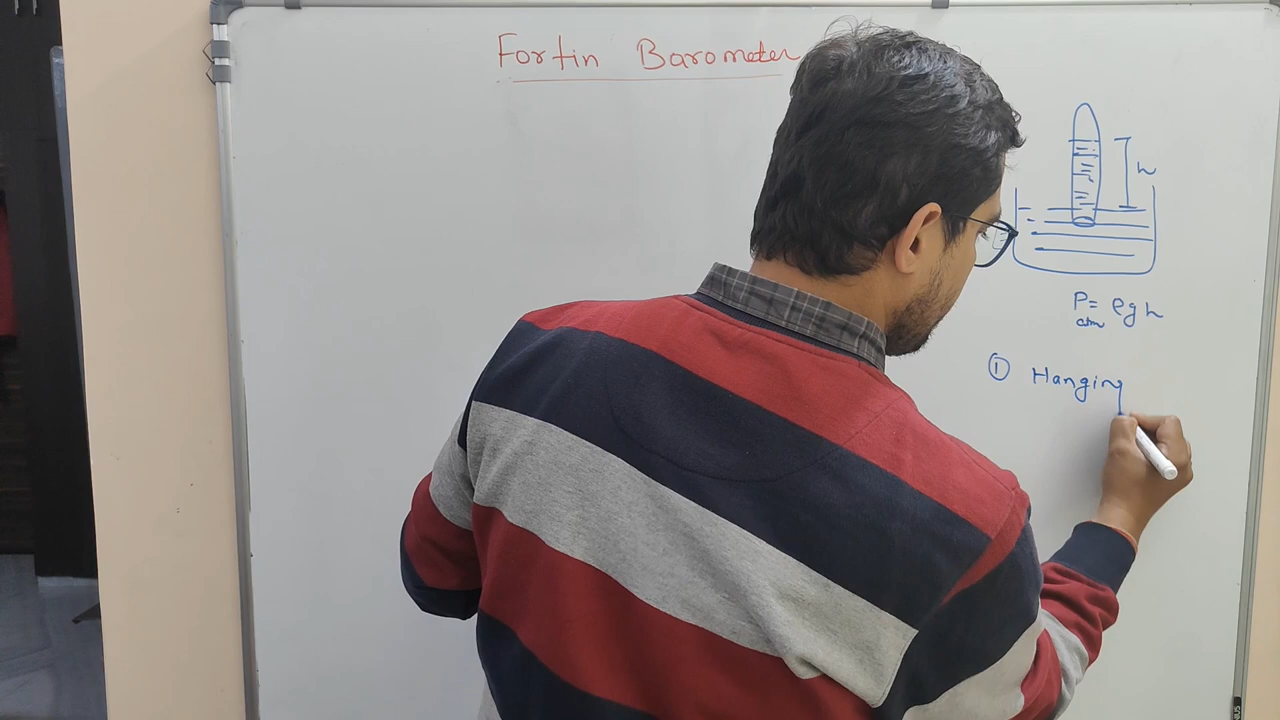 Fortin Barometer
h
P = ρgh
atm
① Hanging